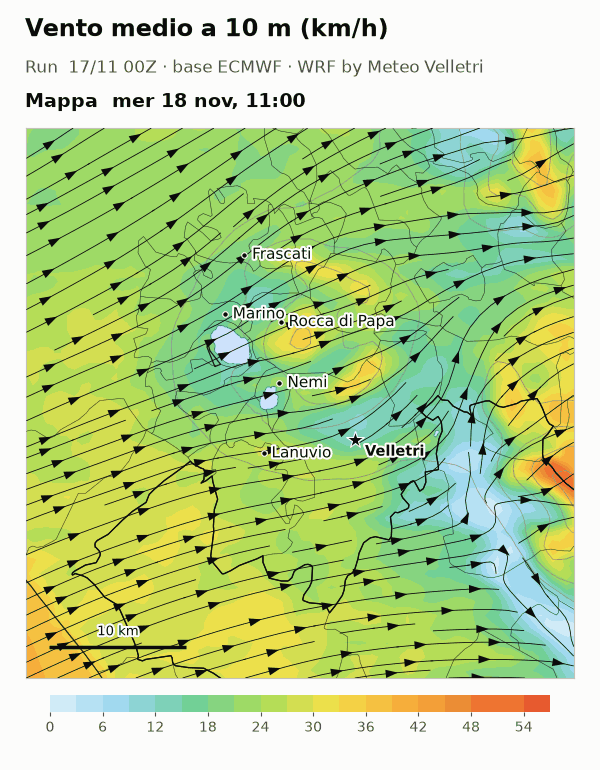 Vento medio a 10 m (km/h)
Run  17/11 00Z · base ECMWF · WRF by Meteo Velletri
Mappa  mer 18 nov, 11:00
Frascati
Marino
Rocca di Papa
Nemi
Velletri
Lanuvio
10 km
0 6 12 18 24 30 36 42 48 54